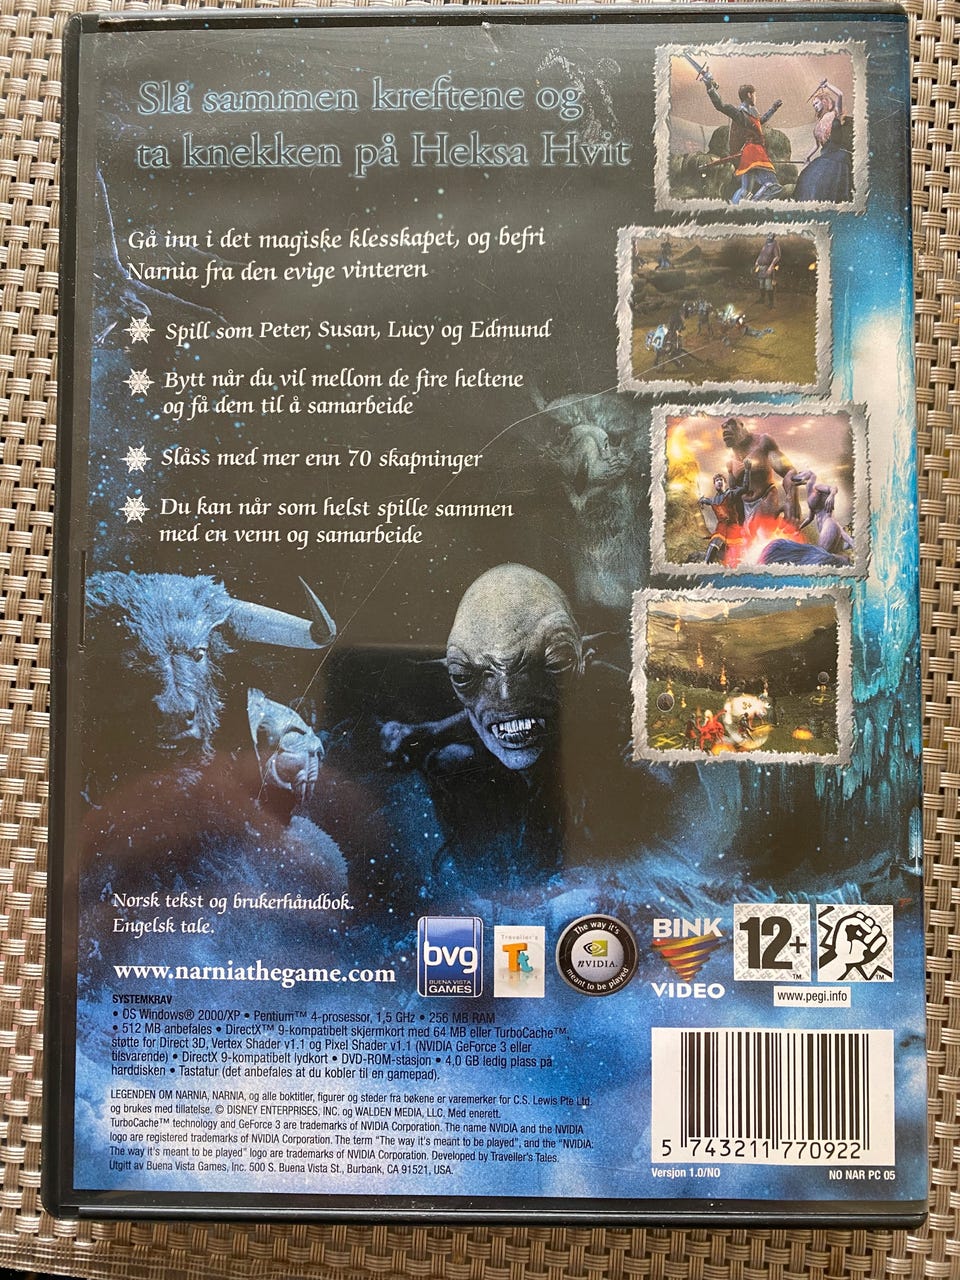 Slå sammen kreftene og
ta knekken på Heksa Hvit
Gå inn i det magiske klesskapet, og befri
Narnia fra den evige vinteren
Spill som Peter, Susan, Lucy og Edmund
Bytt når du vil mellom de fire heltene
og få dem til å samarbeide
Slåss med mer enn 70 skapninger
Du kan når som helst spille sammen
med en venn og samarbeide
Norsk tekst og brukerhåndbok.
Engelsk tale.
www.narniathegame.com
bvg
BUENA VISTA
GAMES
Traveller's
Tt
The way it's
nVIDIA.
meant to be played
BINK
VIDEO
12+
TM
TM
www.pegi.info
SYSTEMKRAV
• OS Windows® 2000/XP • Pentium™ 4-prosessor, 1,5 GHz • 256 MB RAM
• 512 MB anbefales • DirectX™ 9-kompatibelt skjermkort med 64 MB eller TurboCache™,
støtte for Direct 3D, Vertex Shader v1.1 og Pixel Shader v1.1 (NVIDIA GeForce 3 eller
tilsvarende) • DirectX 9-kompatibelt lydkort • DVD-ROM-stasjon • 4,0 GB ledig plass på
harddisken • Tastatur (det anbefales at du kobler til en gamepad).
LEGENDEN OM NARNIA, NARNIA, og alle boktitler, figurer og steder fra bøkene er varemerker for C.S. Lewis Pte Ltd.
og brukes med tillatelse. © DISNEY ENTERPRISES, INC. og WALDEN MEDIA, LLC. Med enerett.
TurboCache™ technology and GeForce 3 are trademarks of NVIDIA Corporation. The name NVIDIA and the NVIDIA
logo are registered trademarks of NVIDIA Corporation. The term "The way it's meant to be played", and the "NVIDIA:
The way it's meant to be played" logo are trademarks of NVIDIA Corporation. Developed by Traveller's Tales.
Utgitt av Buena Vista Games, Inc. 500 S. Buena Vista St., Burbank, CA 91521, USA.
5 743211 770922
Versjon 1.0/NO
NO NAR PC 05